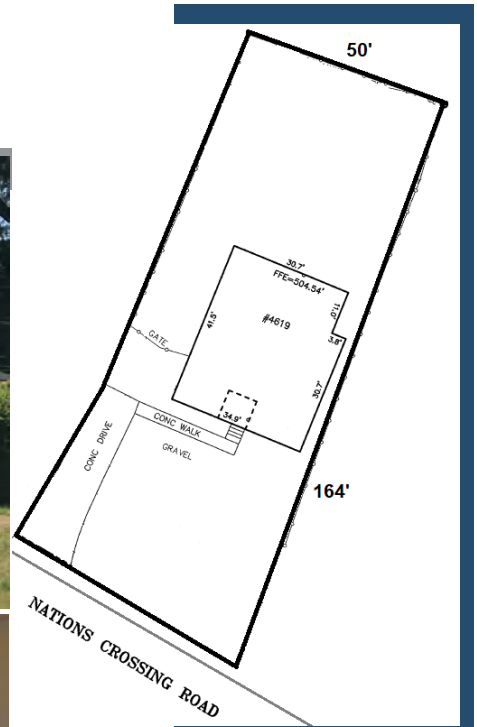 50'
30.7'
FFE=504.54'
11.0'
#4619
41.5'
3.8'
GATE
30.7'
34.9'
CONC WALK
CONC DRIVE
GRAVEL
164'
NATIONS CROSSING ROAD